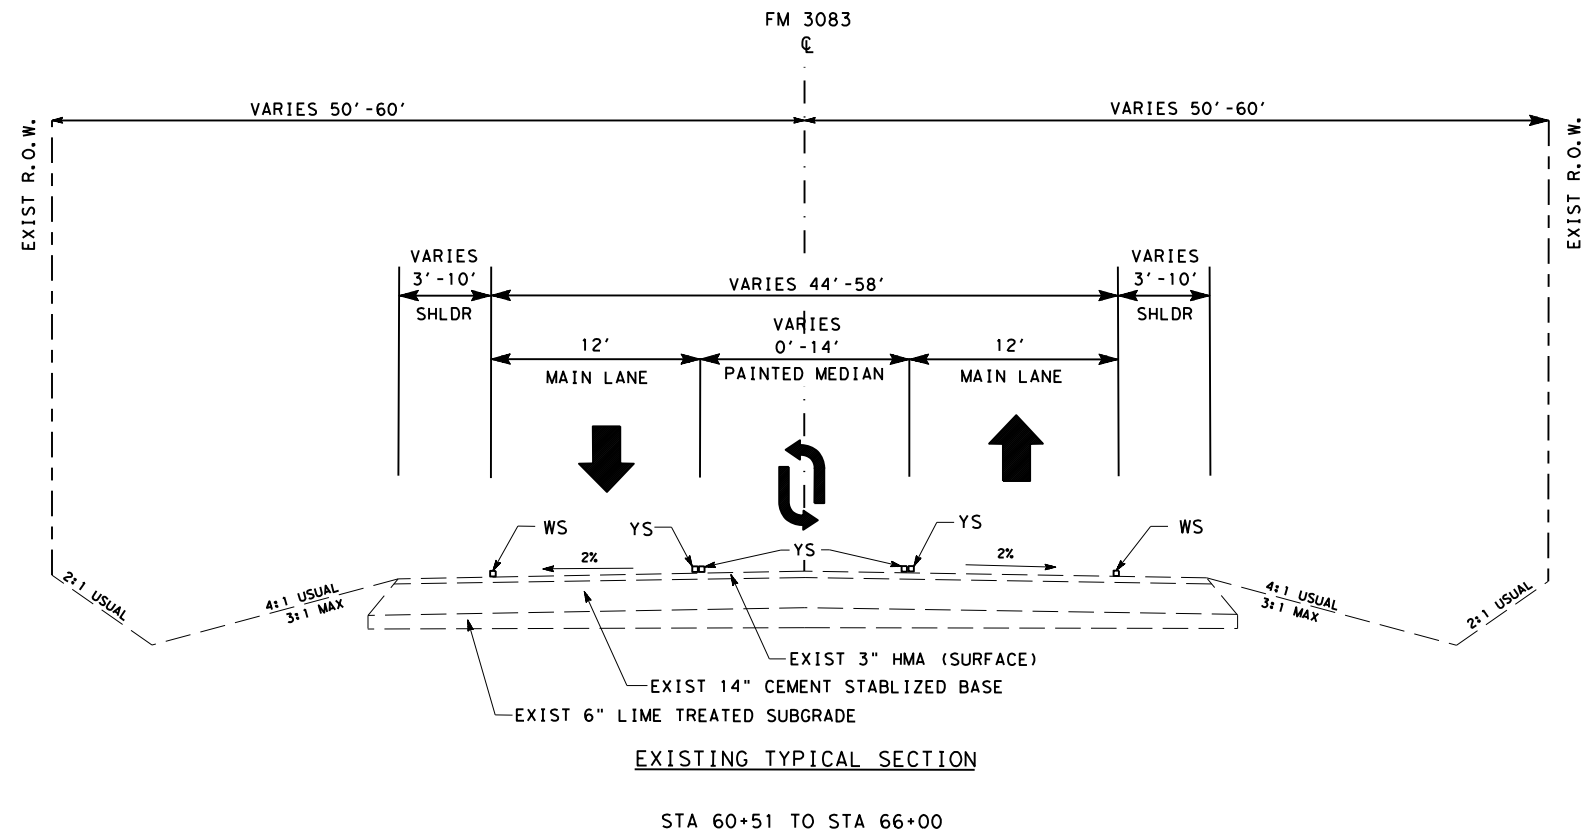 FM 3083
℄
VARIES 50'-60'
VARIES 50'-60'
EXIST R.O.W.
EXIST R.O.W.
VARIES
3'-10'
SHLDR
VARIES 44'-58'
VARIES
3'-10'
SHLDR
12'
MAIN LANE
VARIES
0'-14'
PAINTED MEDIAN
12'
MAIN LANE
WS
YS
YS
YS
WS
2%
2%
2:1 USUAL
4:1 USUAL
3:1 MAX
4:1 USUAL
3:1 MAX
2:1 USUAL
EXIST 3" HMA (SURFACE)
EXIST 14" CEMENT STABLIZED BASE
EXIST 6" LIME TREATED SUBGRADE
EXISTING TYPICAL SECTION
STA 60+51 TO STA 66+00